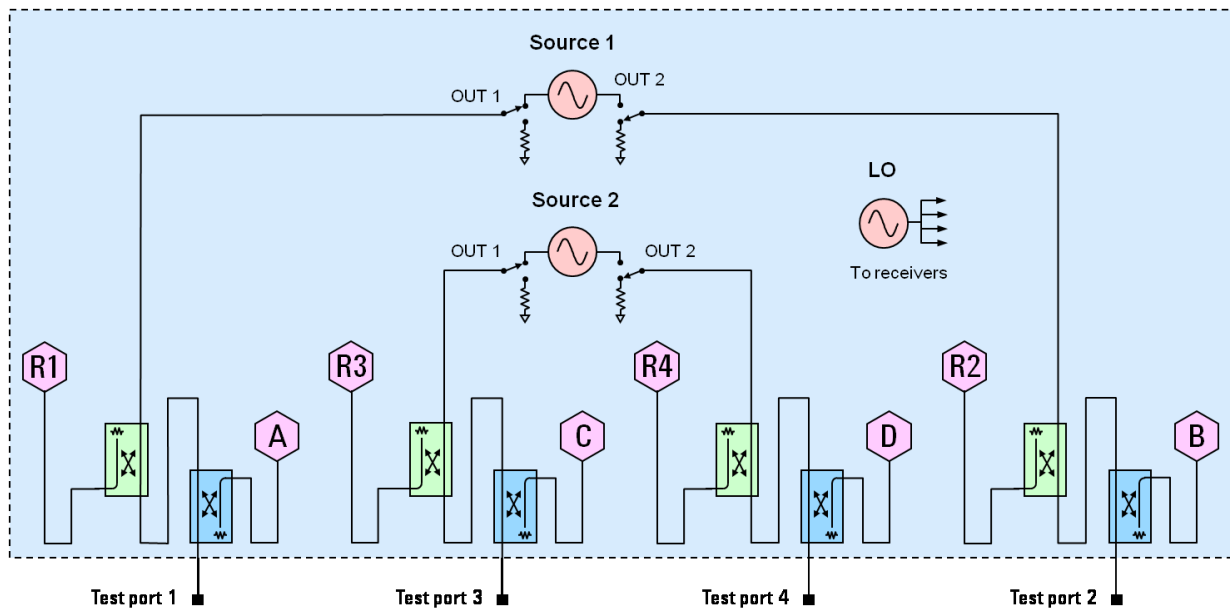 Source 1
OUT 1
OUT 2
LO
To receivers
Source 2
OUT 1
OUT 2
R1
R3
R4
R2
A
C
D
B
Test port 1
Test port 3
Test port 4
Test port 2